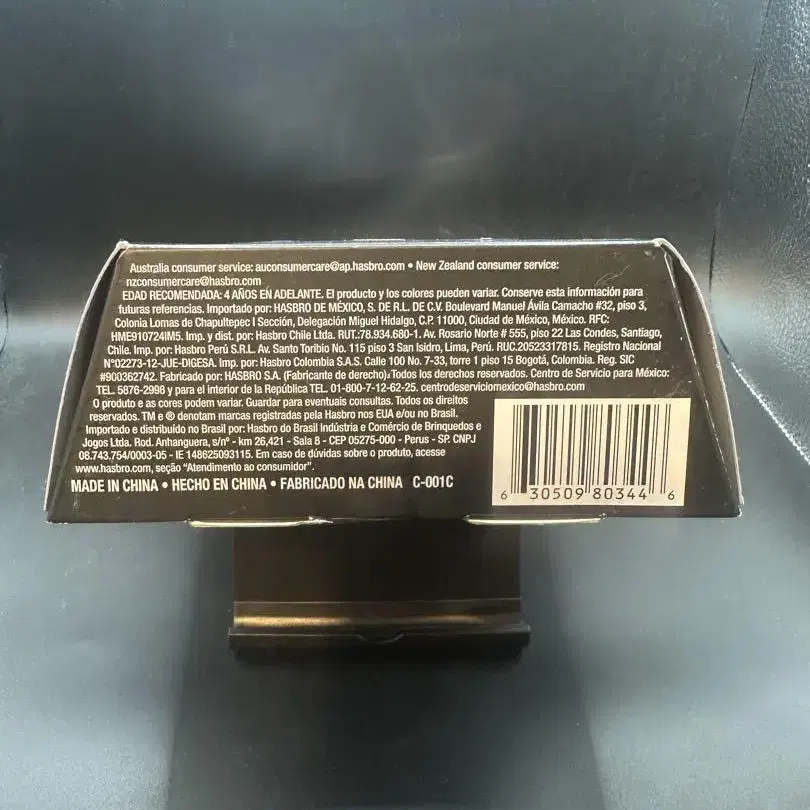 Australia consumer service: auconsumercare@ap.hasbro.com • New Zealand consumer service:
nzconsumercare@hasbro.com
EDAD RECOMENDADA: 4 AÑOS EN ADELANTE. El producto y los colores pueden variar. Conserve esta información para
futuras referencias. Importado por: HASBRO DE MÉXICO, S. DE R.L. DE C.V. Boulevard Manuel Ávila Camacho #32, piso 3,
Colonia Lomas de Chapultepec I Sección, Delegación Miguel Hidalgo, C.P. 11000, Ciudad de México, México. RFC:
HME910724IM5. Imp. y dist. por: Hasbro Chile Ltda. RUT:78.934.680-1. Av. Rosario Norte # 555, piso 22 Las Condes, Santiago,
Chile. Imp. por: Hasbro Perú S.R.L. Av. Santo Toribio No. 115 piso 3 San Isidro, Lima, Perú. RUC.20523317815. Registro Nacional
N°02273-12-JUE-DIGESA. Imp. por: Hasbro Colombia S.A.S. Calle 100 No. 7-33, torre 1 piso 15 Bogotá, Colombia. Reg. SIC
#900362742. Fabricado por: HASBRO S.A. (Fabricante de derecho). Todos los derechos reservados. Centro de Servicio para México:
TEL. 5876-2998 y para el interior de la República TEL. 01-800-7-12-62-25. centrodeserviciomexico@hasbro.com
O produto e as cores podem variar. Guardar para eventuais consultas. Todos os direitos
reservados. TM e ® denotam marcas registradas pela Hasbro nos EUA e/ou no Brasil.
Importado e distribuído no Brasil por: Hasbro do Brasil Indústria e Comércio de Brinquedos e
Jogos Ltda. Rod. Anhanguera, s/nº - km 26,421 - Sala 8 - CEP 05275-000 - Perus - SP. CNPJ
08.743.754/0003-05 - IE 148625093115. Em caso de dúvidas sobre o produto, acesse
www.hasbro.com, seção "Atendimento ao consumidor".
MADE IN CHINA • HECHO EN CHINA • FABRICADO NA CHINA C-001C
6 30509 80344 6